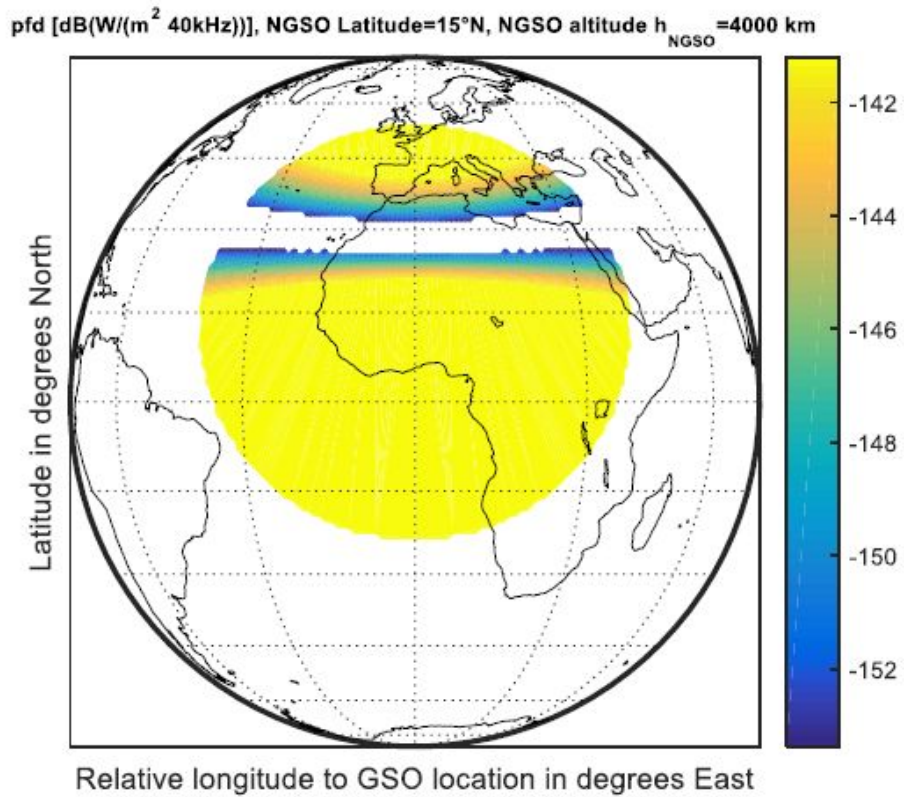 pfd [dB(W/(m² 40kHz))], NGSO Latitude=15°N, NGSO altitude h_NGSO=4000 km
Latitude in degrees North
-142
-144
-146
-148
-150
-152
Relative longitude to GSO location in degrees East